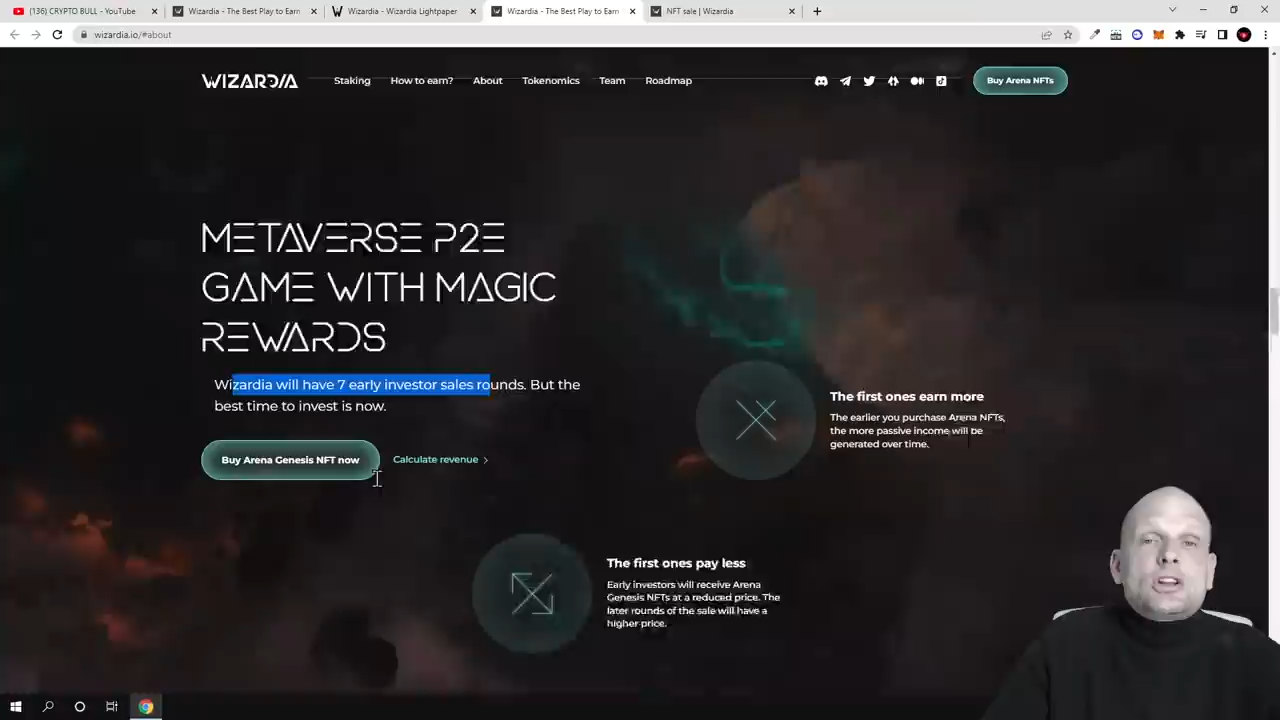 (136) CRYPTO BULL - YouTube
Wizardia - The Best Play to Earn
Wizardia - Wizardia Lightpaper
Wizardia - The Best Play to Earn
NFT sale | Wizardia
wizardia.io/#about
WIZARDIA
Staking
How to earn?
About
Tokenomics
Team
Roadmap
Buy Arena NFTs
METAVERSE P2E
GAME WITH MAGIC
REWARDS
Wizardia will have 7 early investor sales rounds. But the
best time to invest is now.
Buy Arena Genesis NFT now
Calculate revenue
The first ones earn more
The earlier you purchase Arena NFTs,
the more passive income will be
generated over time.
The first ones pay less
Early investors will receive Arena
Genesis NFTs at a reduced price. The
later rounds of the sale will have a
higher price.